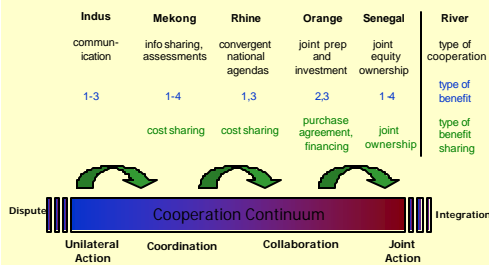 Indus Mekong Rhine Orange Senegal River
commun-
ication
info sharing,
assessments
convergent
national
agendas
joint prep
and
investment
joint
equity
ownership
type of
cooperation
1-3 1-4 1,3 2,3 1-4 type of
benefit
cost sharing cost sharing purchase
agreement,
financing
joint
ownership
type of
benefit
sharing
Dispute Cooperation Continuum Integration
Unilateral
Action
Coordination
Collaboration
Joint
Action